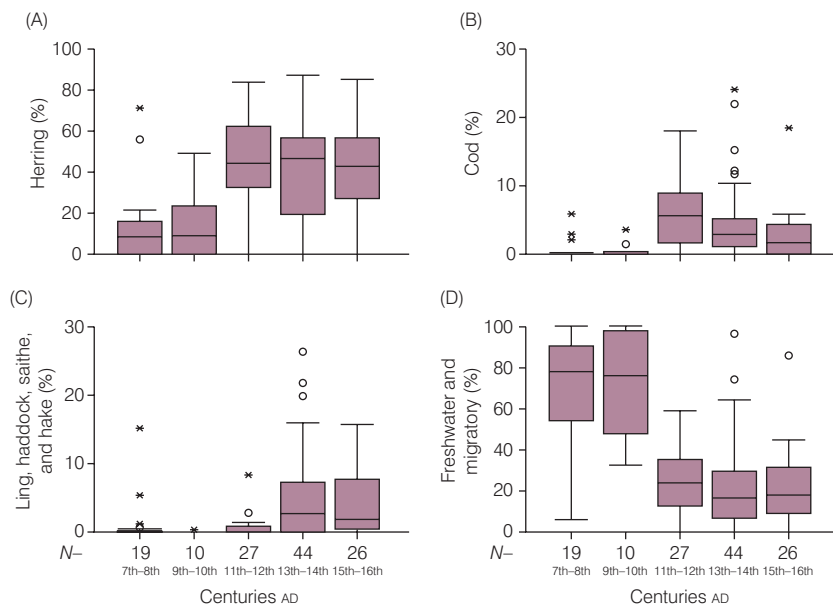 (A)
Herring (%)
100
80
60
40
20
0
(B)
Cod (%)
30
20
10
0
(C)
Ling, haddock, saithe,
and hake (%)
30
20
10
0
N– 19 10 27 44 26
7th–8th 9th–10th 11th–12th 13th–14th 15th–16th
Centuries AD
(D)
Freshwater and
migratory (%)
100
80
60
40
20
0
19 10 27 44 26
N–
7th–8th 9th–10th 11th–12th 13th–14th 15th–16th
Centuries AD